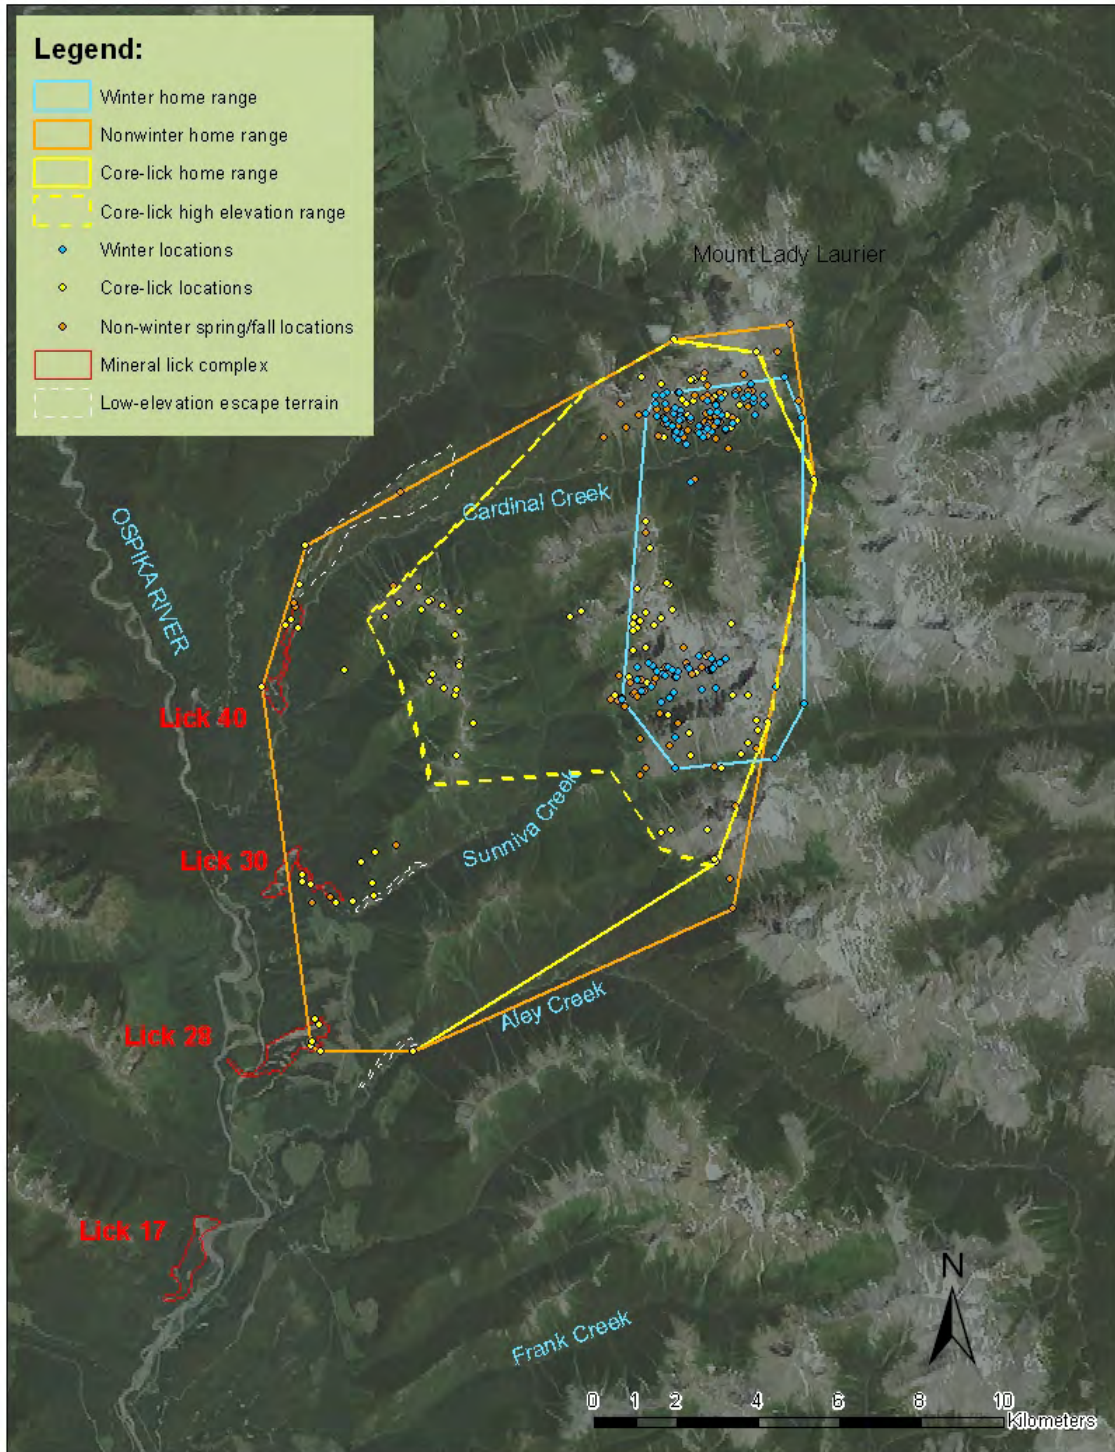 Legend:
Winter home range
Nonwinter home range
Core-lick home range
Core-lick high elevation range
Winter locations
Core-lick locations
Non-winter spring/fall locations
Mineral lick complex
Low-elevation escape terrain
Mount Lady Laurier
Cardinal Creek
OSPIKA RIVER
Lick 40
Sunniva Creek
Lick 30
Aley Creek
Lick 28
Lick 17
Frank Creek
N
0 1 2 4 6 8 10
Kilometers